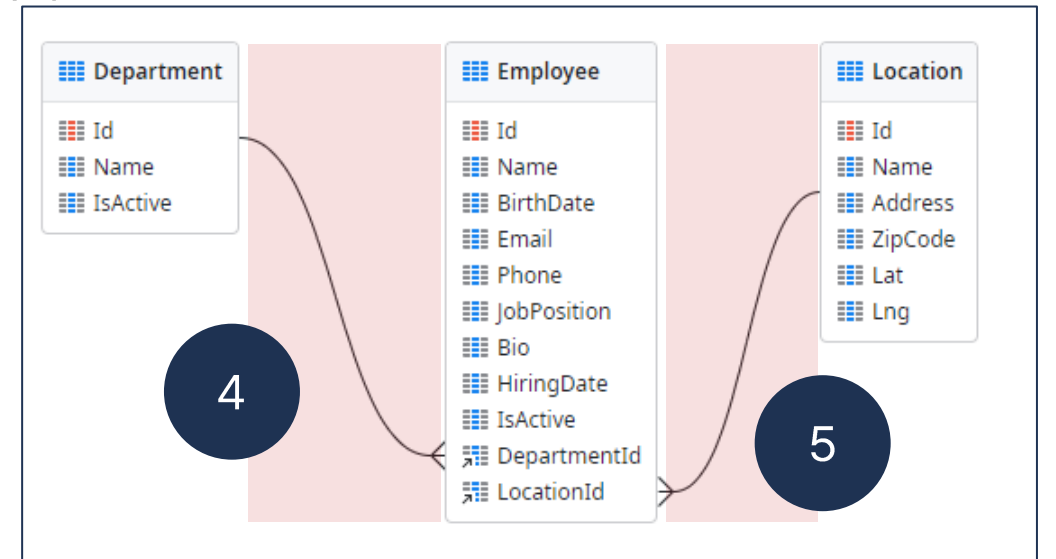 Department
Id
Name
IsActive
4
Employee
Id
Name
BirthDate
Email
Phone
JobPosition
Bio
HiringDate
IsActive
DepartmentId
LocationId
Location
Id
Name
Address
ZipCode
Lat
Lng
5